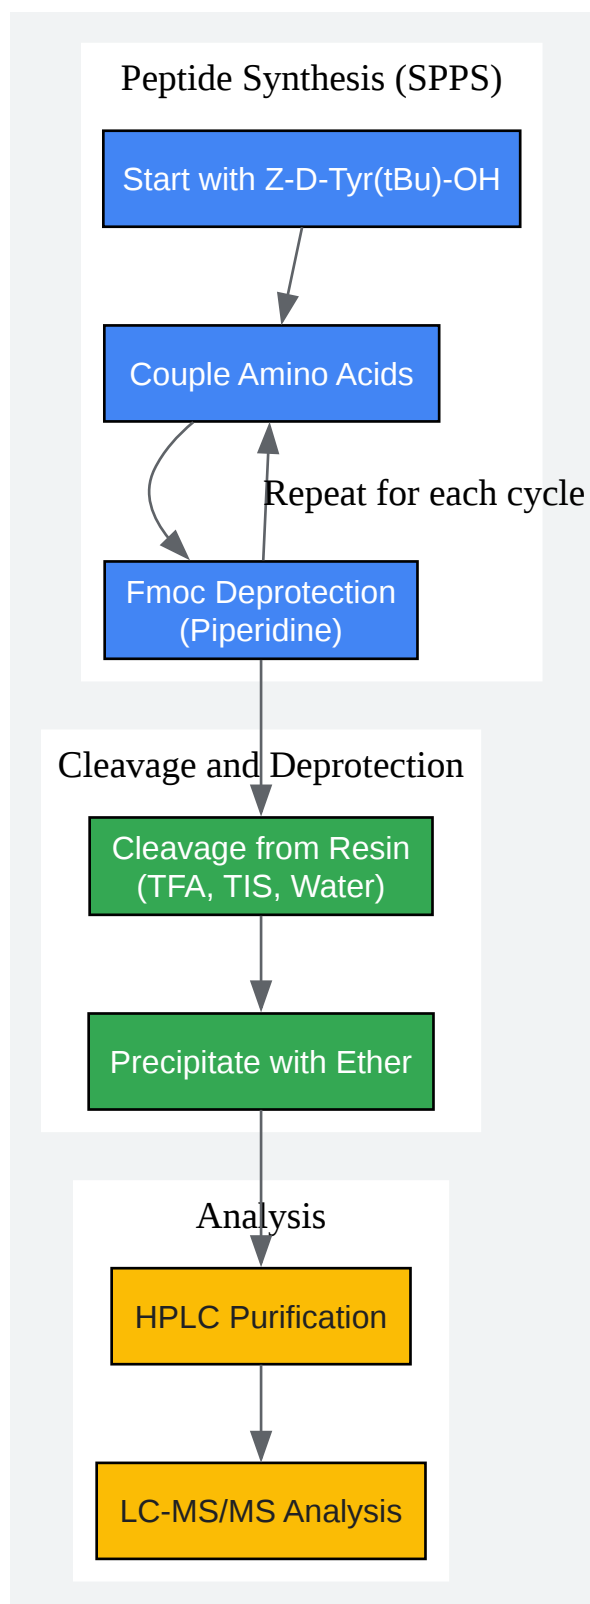 Peptide Synthesis (SPPS)
Start with Z-D-Tyr(tBu)-OH
Couple Amino Acids
Repeat for each cycle
Fmoc Deprotection
(Piperidine)
Cleavage and Deprotection
Cleavage from Resin
(TFA, TIS, Water)
Precipitate with Ether
Analysis
HPLC Purification
LC-MS/MS Analysis